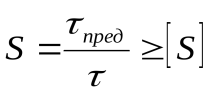 S = τпред / τ ≥ [S]